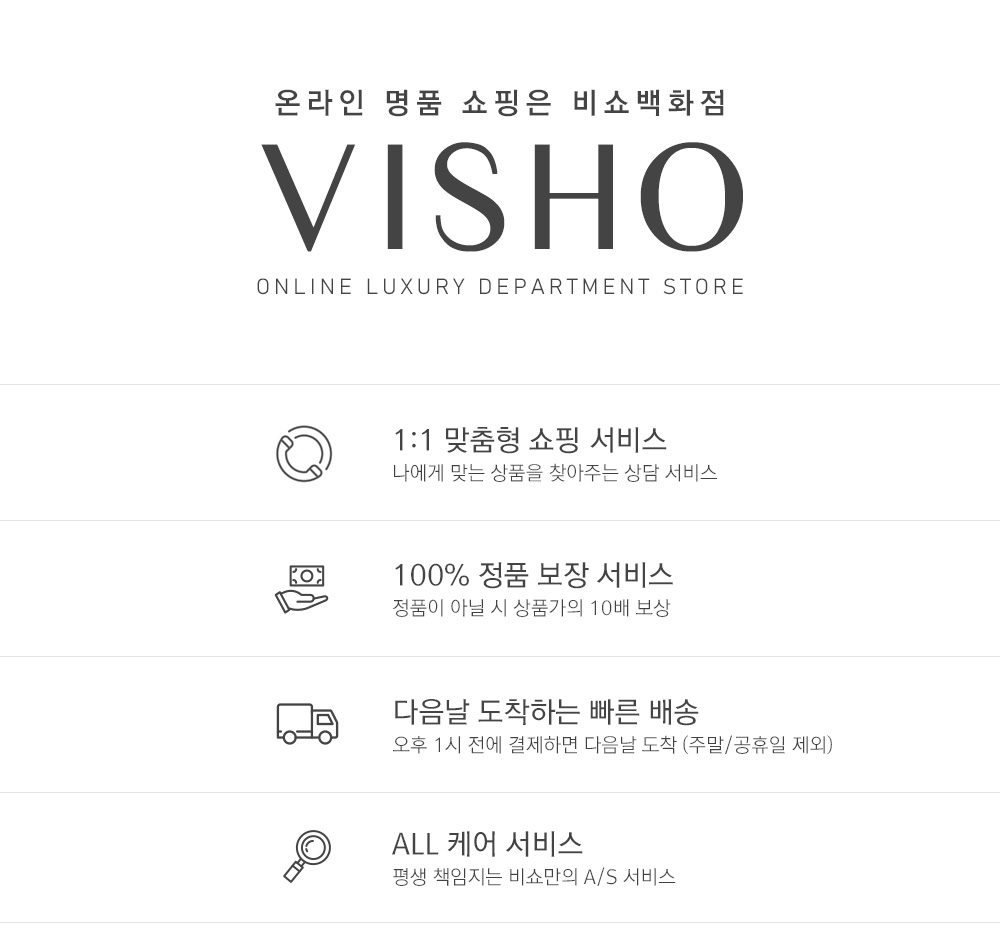 온라인 명품 쇼핑은 비쇼백화점
VISHO
ONLINE LUXURY DEPARTMENT STORE
1:1 맞춤형 쇼핑 서비스
나에게 맞는 상품을 찾아주는 상담 서비스
100% 정품 보장 서비스
정품이 아닐 시 상품가의 10배 보상
다음날 도착하는 빠른 배송
오후 1시 전에 결제하면 다음날 도착 (주말/공휴일 제외)
ALL 케어 서비스
평생 책임지는 비쇼만의 A/S 서비스